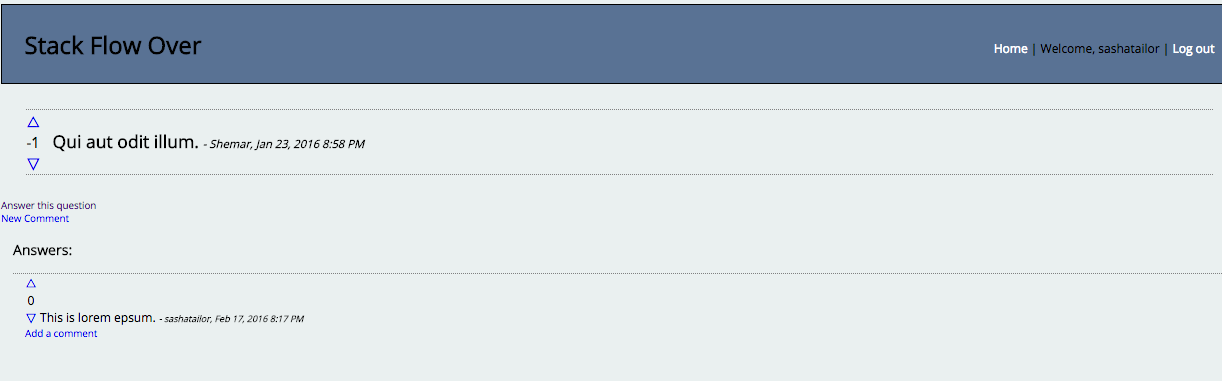 Stack Flow Over
Home | Welcome, sashatailor | Log out
-1 Qui aut odit illum. - Shemar, Jan 23, 2016 8:58 PM
Answer this question
New Comment
Answers:
0
This is lorem epsum. - sashatailor, Feb 17, 2016 8:17 PM
Add a comment